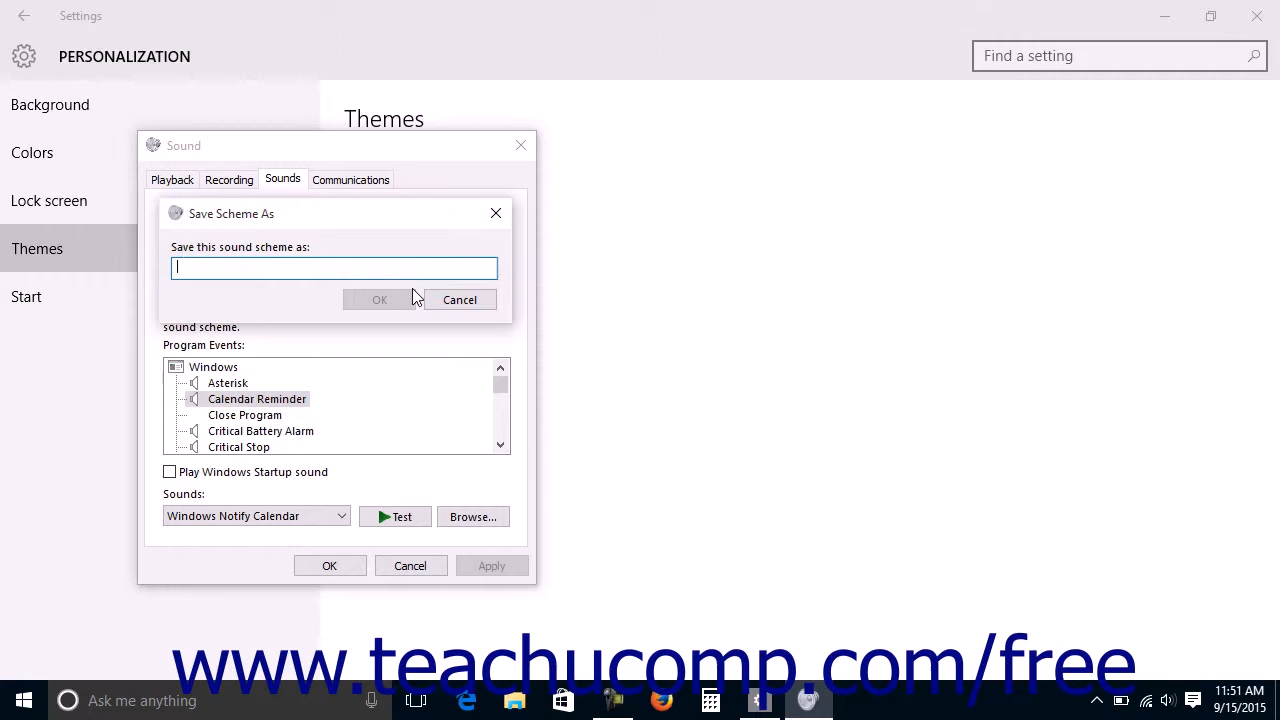 Settings
PERSONALIZATION
Find a setting
Background
Colors
Lock screen
Themes
Start
Themes
Sound
Playback Recording Sounds Communications
Save Scheme As
Save this sound scheme as:
OK Cancel
sound scheme.
Program Events:
Windows
Asterisk
Calendar Reminder
Close Program
Critical Battery Alarm
Critical Stop
Play Windows Startup sound
Sounds:
Windows Notify Calendar Test Browse...
OK Cancel Apply
www.teachucomp.com/free
Ask me anything
11:51 AM
9/15/2015